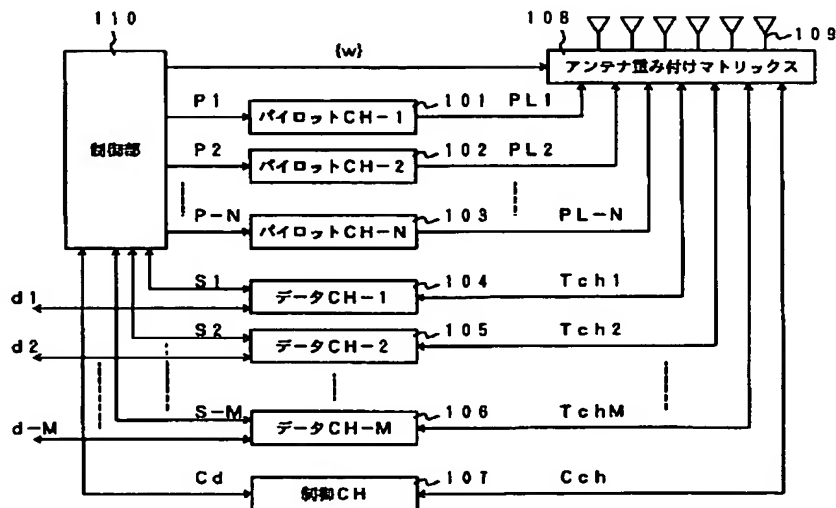 110
108
109
{w}
アンテナ重み付けマトリックス
制御部
P1
パイロットCH-1
101
PL1
P2
パイロットCH-2
102
PL2
P-N
パイロットCH-N
103
PL-N
d1
S1
データCH-1
104
Tch1
d2
S2
データCH-2
105
Tch2
d-M
S-M
データCH-M
106
TchM
Cd
制御CH
107
Cch